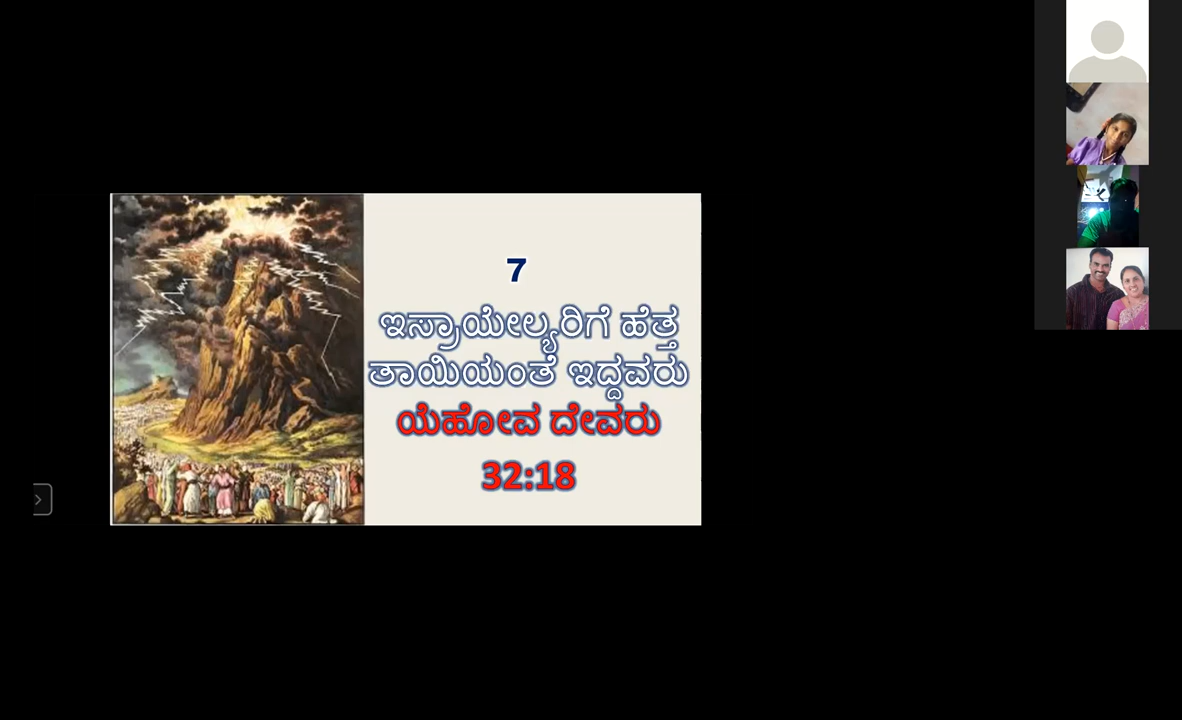 7
ಇಸ್ರಾಯೇಲ್ಯರಿಗೆ ಹೆತ್ತ
ತಾಯಿಯಂತೆ ಇದ್ದವರು
ಯೆಹೋವ ದೇವರು
32:18